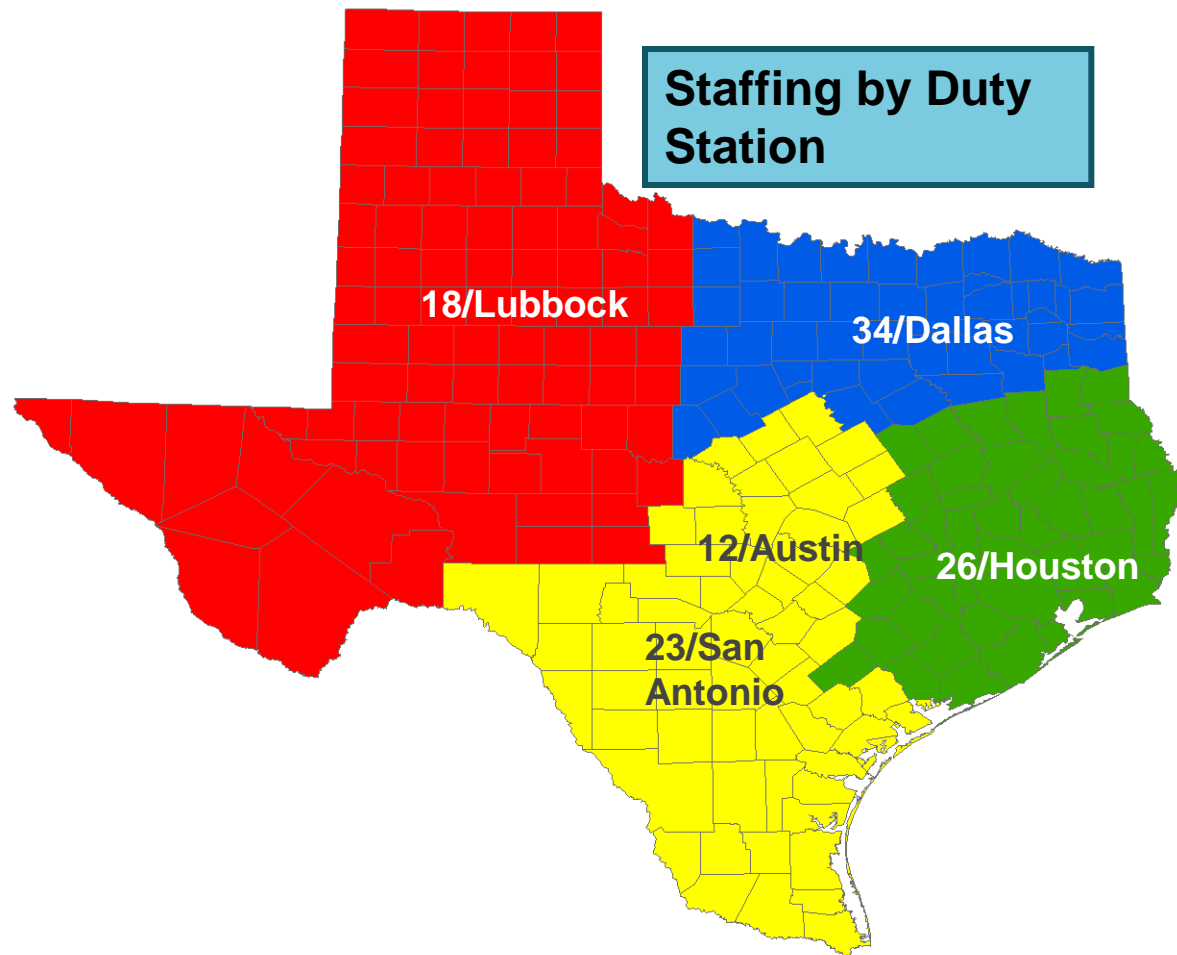 Staffing by Duty
Station
18/Lubbock
34/Dallas
12/Austin
26/Houston
23/San
Antonio